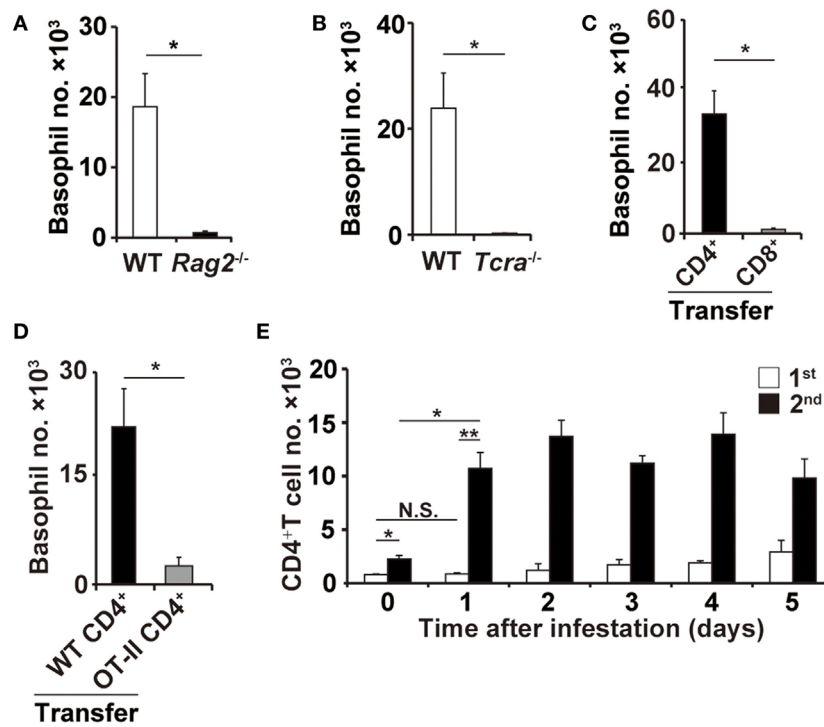 A
Basophil no. ×10³
30
20
10
0
*
WT Rag2-/-
B
Basophil no. ×10³
40
20
0
*
WT Tcra-/-
C
Basophil no. ×10³
60
40
20
0
*
CD4+
CD8+
Transfer
D
Basophil no. ×10³
30
15
0
*
WT CD4+
OT-II CD4+
Transfer
E
CD4+T cell no. ×10³
20
15
10
5
0
1st
2nd
*
**
N.S.
*
0 1 2 3 4 5
Time after infestation (days)